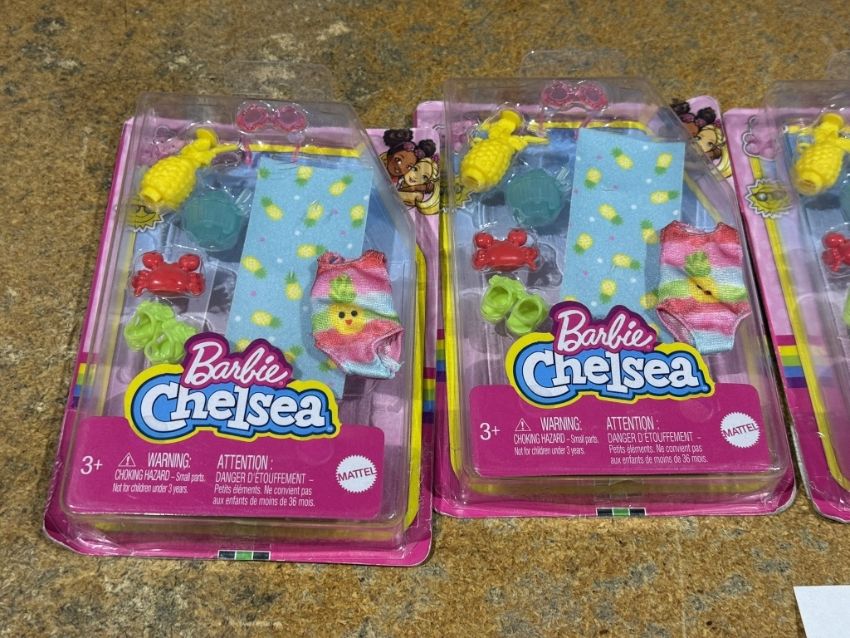 Barbie
Chelsea
3+
WARNING:
CHOKING HAZARD – Small parts.
Not for children under 3 years.
ATTENTION :
DANGER D'ÉTOUFFEMENT –
Petits éléments. Ne convient pas
aux enfants de moins de 36 mois.
MATTEL
Barbie
Chelsea
3+
WARNING:
CHOKING HAZARD – Small parts.
Not for children under 3 years.
ATTENTION :
DANGER D'ÉTOUFFEMENT –
Petits éléments. Ne convient pas
aux enfants de moins de 36 mois.
MATTEL